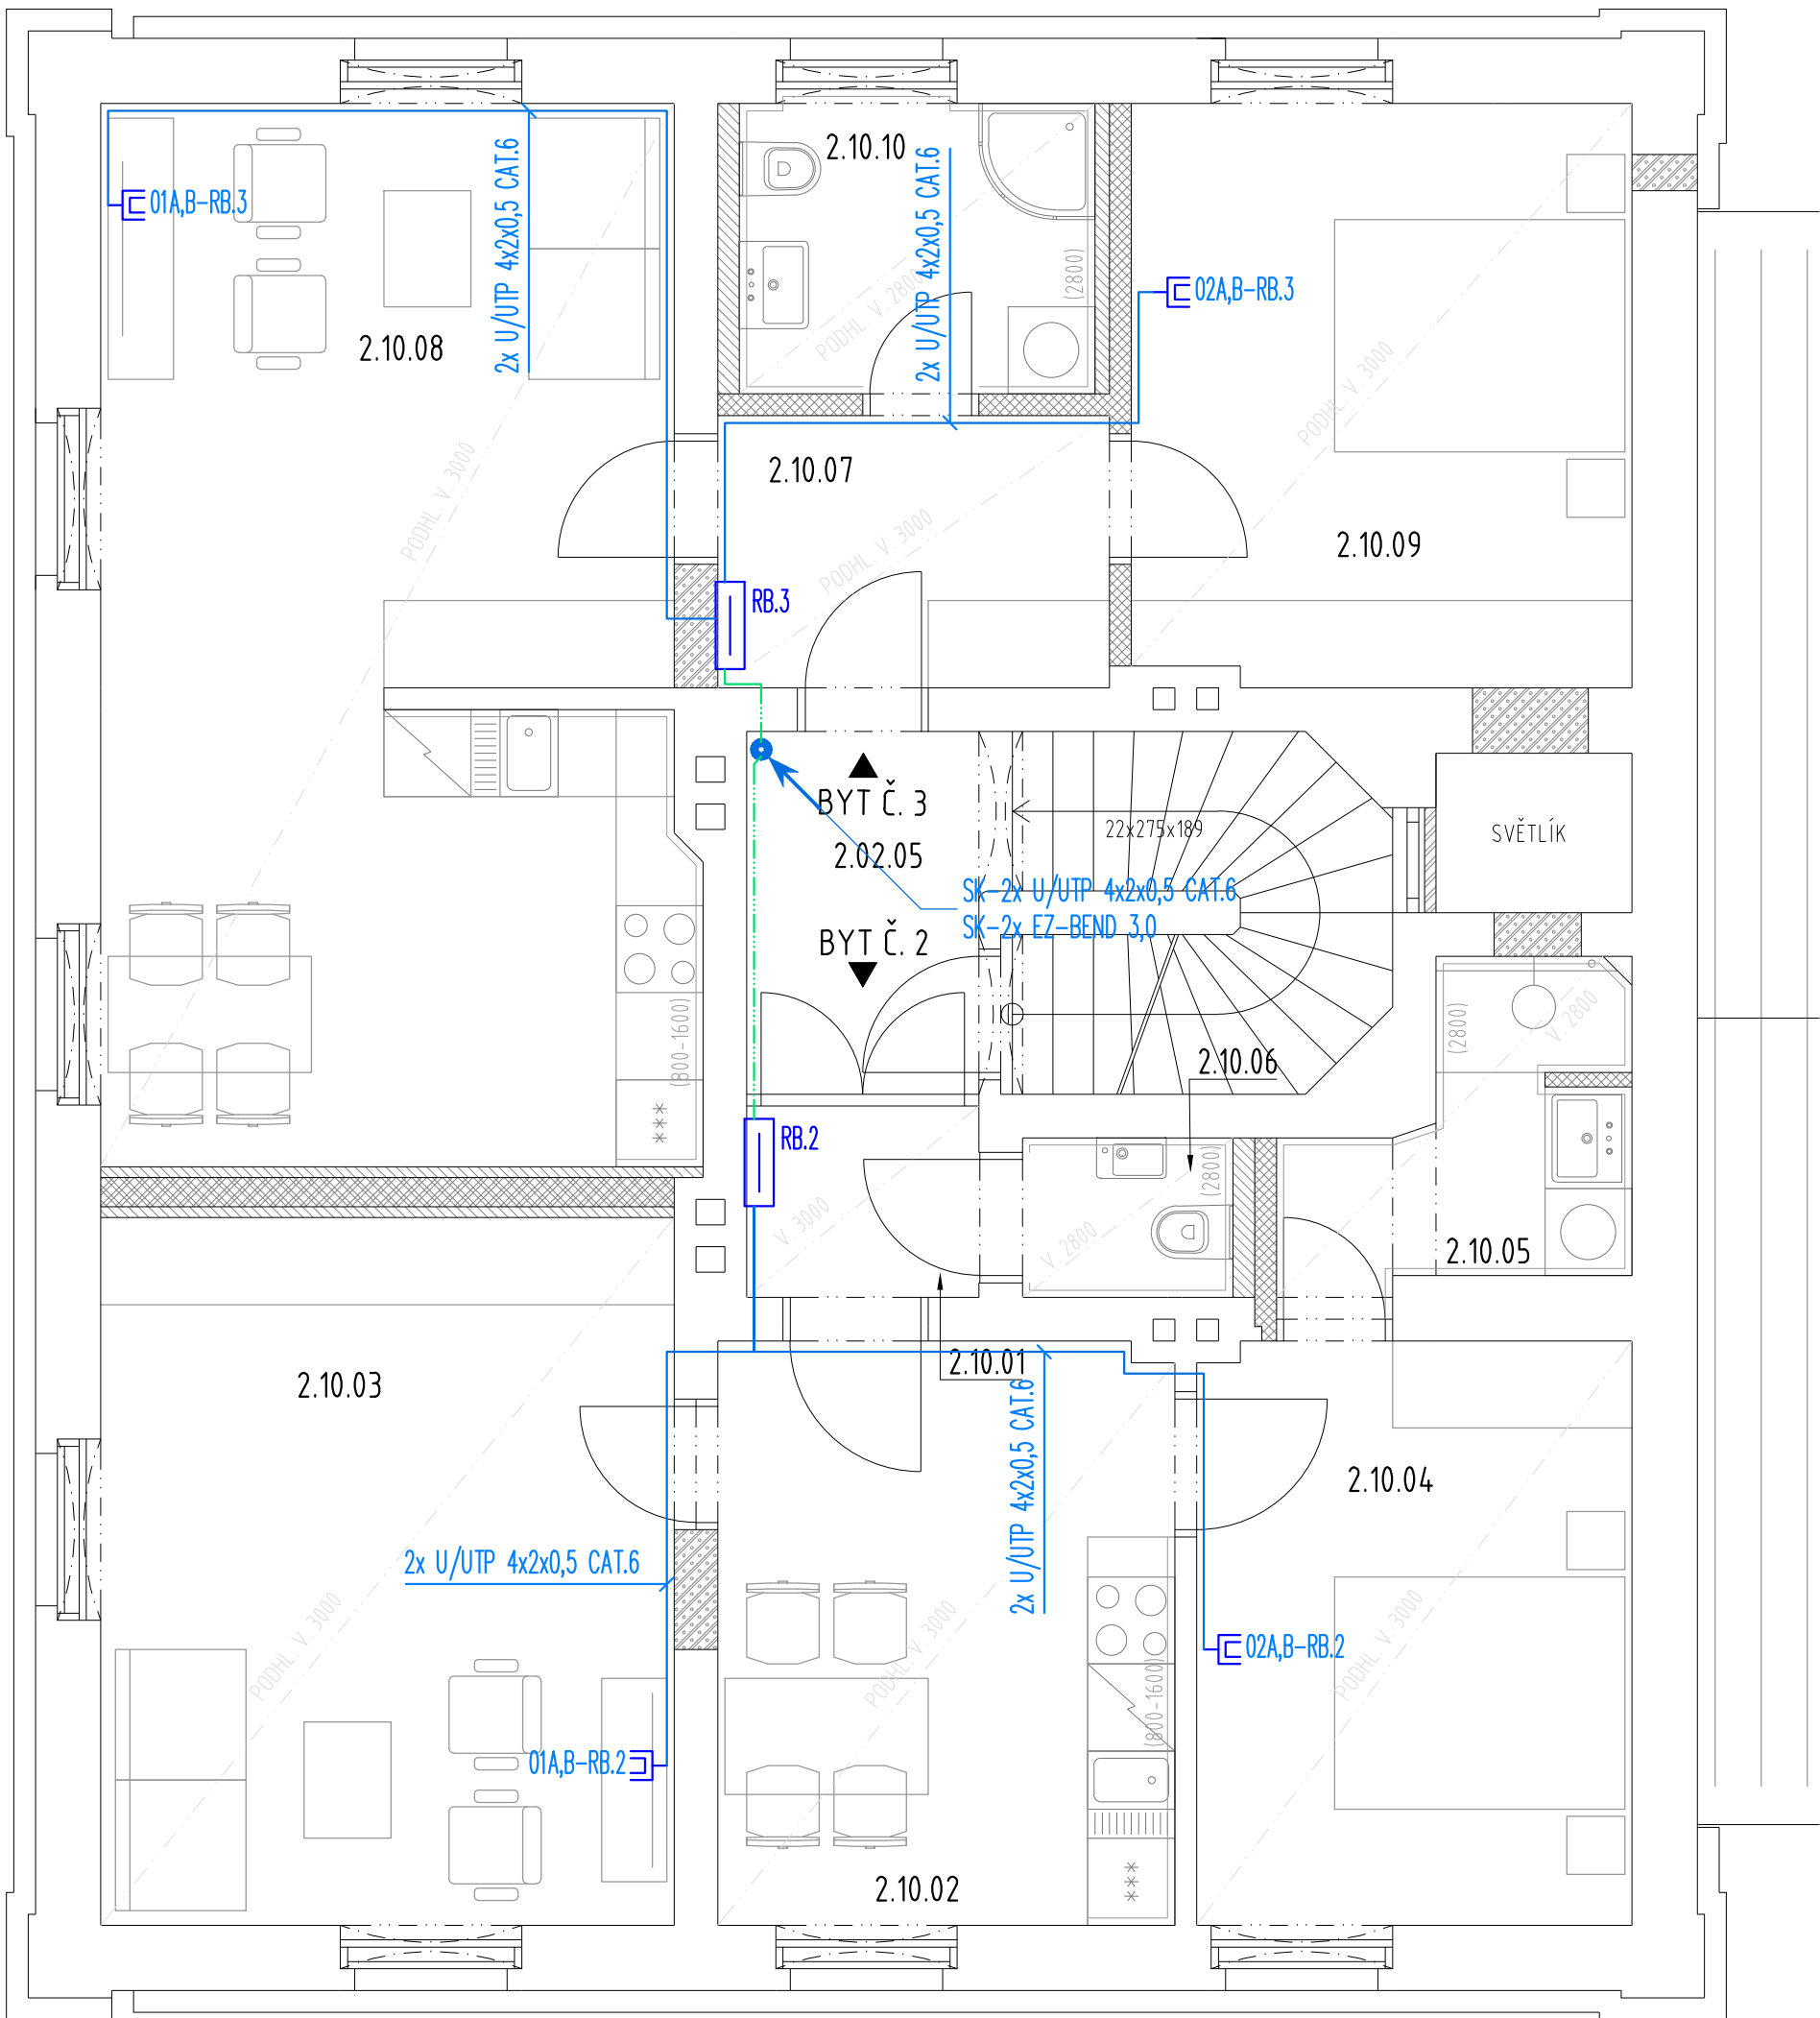 2.10.10
2x U/UTP 4x2x0,5 CAT.6
2x U/UTP 4x2x0,5 CAT.6
01A,B-RB.3
02A,B-RB.3
(2800)
PODHL. V. 2800
2.10.08
PODHL. V. 3000
PODHL. V. 3000
2.10.07
PODHL. V. 3000
2.10.09
RB.3
BYT Č. 3
22x275x189
SVĚTLÍK
2.02.05
SK-2x U/UTP 4x2x0,5 CAT.6
SK-2x EZ-BEND 3,0
BYT Č. 2
(800-1600)
(2800)
V. 2800
2.10.06
***
RB.2
(2800)
V. 3000
V. 2800
2.10.05
2.10.01
2.10.03
2x U/UTP 4x2x0,5 CAT.6
2.10.04
2x U/UTP 4x2x0,5 CAT.6
PODHL. V. 3000
PODHL. V. 3000
PODHL. V. 3000
02A,B-RB.2
(800-1600)
01A,B-RB.2
2.10.02
***